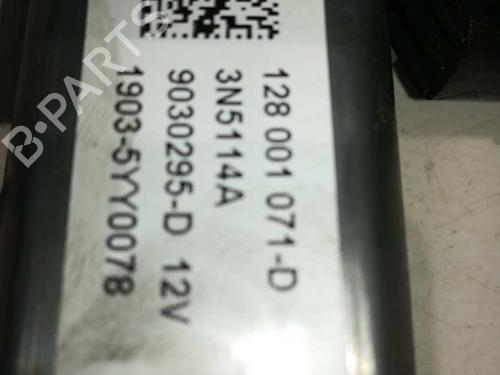 128 001 071-D
3N5114A
9030295-D 12V
1903-5YY0078
B-PARTS